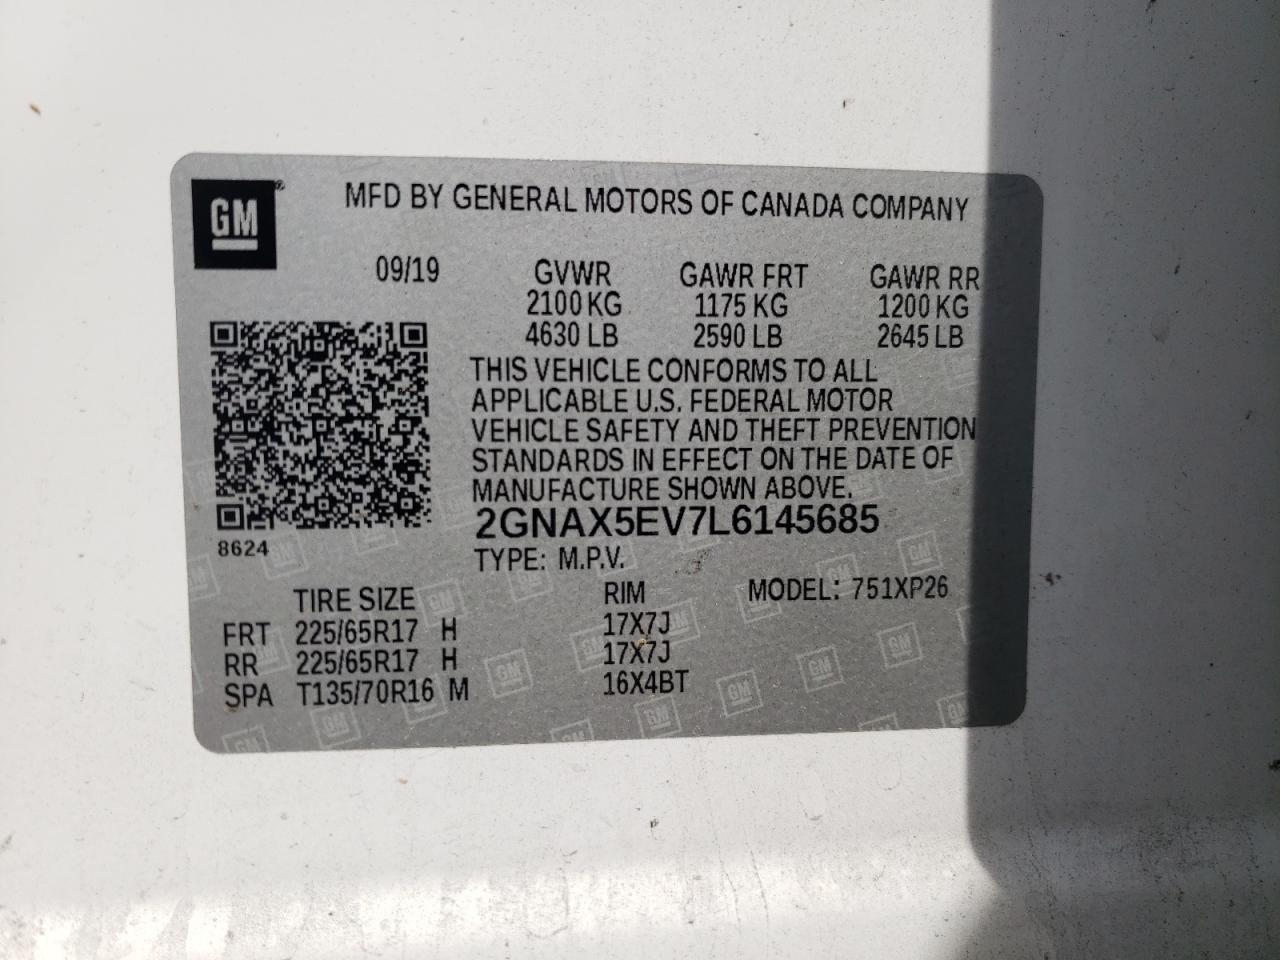 GM
MFD BY GENERAL MOTORS OF CANADA COMPANY
09/19 GVWR GAWR FRT GAWR RR
2100 KG 1175 KG 1200 KG
4630 LB 2590 LB 2645 LB
THIS VEHICLE CONFORMS TO ALL
APPLICABLE U.S. FEDERAL MOTOR
VEHICLE SAFETY AND THEFT PREVENTION
STANDARDS IN EFFECT ON THE DATE OF
MANUFACTURE SHOWN ABOVE.
2GNAX5EV7L6145685
8624
TYPE: M.P.V.
TIRE SIZE RIM MODEL: 751XP26
FRT 225/65R17 H 17X7J
RR 225/65R17 H 17X7J
SPA T135/70R16 M 16X4BT